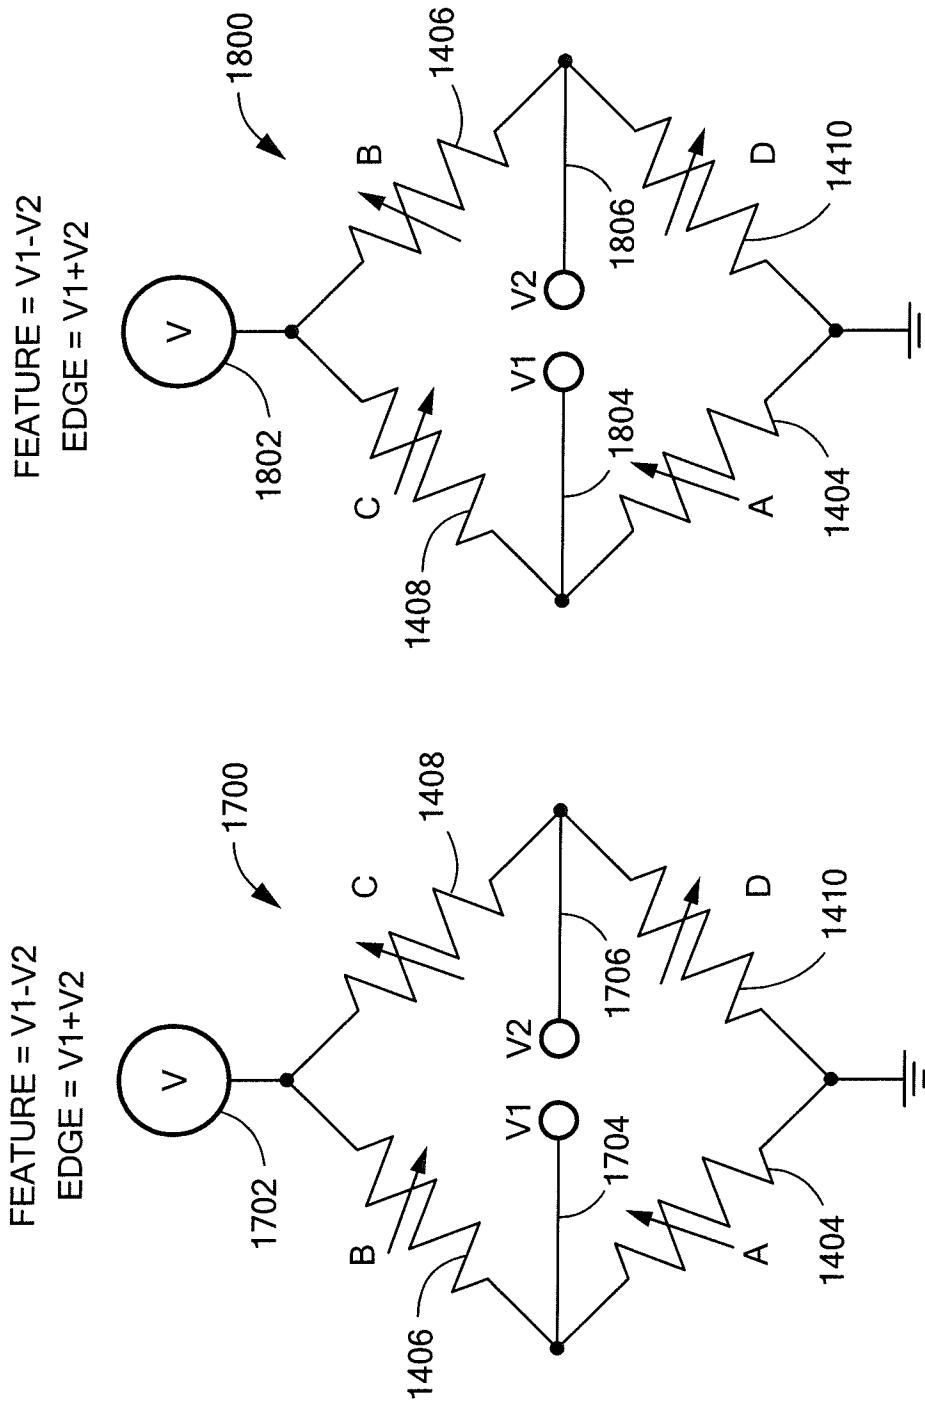 FEATURE = V1-V2
EDGE = V1+V2
1700
V
1702
B
C
1406
1408
V1
V2
1704
1706
A
D
1404
1410
FEATURE = V1-V2
EDGE = V1+V2
1800
V
1802
C
B
1408
1406
V1
V2
1804
1806
A
D
1404
1410